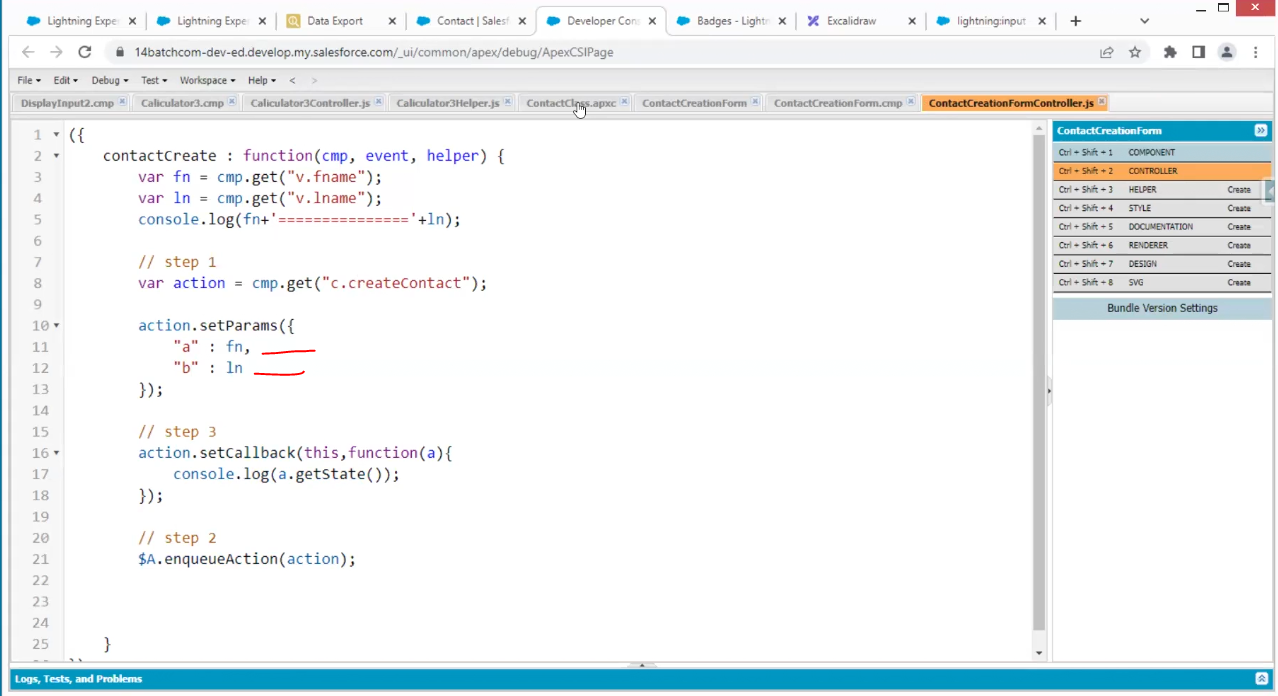 Lightning Expe
Lightning Expe
Data Export
Contact | Salesf
Developer Con
Badges - Lightn
Excalidraw
lightning:input
14batchcom-dev-ed.develop.my.salesforce.com/_ui/common/apex/debug/ApexCSIPage
File Edit Debug Test Workspace Help < >
DisplayInput2.cmp
Caliculator3.cmp
Caliculator3Controller.js
Caliculator3Helper.js
ContactClass.apxc
ContactCreationForm
ContactCreationForm.cmp
ContactCreationFormController.js
1 ({
2 contactCreate : function(cmp, event, helper) {
3 var fn = cmp.get("v.fname");
4 var ln = cmp.get("v.lname");
5 console.log(fn+'==============='+ln);
6
7 // step 1
8 var action = cmp.get("c.createContact");
9
10 action.setParams({
11 "a" : fn,
12 "b" : ln
13 });
14
15 // step 3
16 action.setCallback(this,function(a){
17 console.log(a.getState());
18 });
19
20 // step 2
21 $A.enqueueAction(action);
22
23
24
25 }
ContactCreationForm
Ctrl + Shift + 1 COMPONENT
Ctrl + Shift + 2 CONTROLLER
Ctrl + Shift + 3 HELPER Create
Ctrl + Shift + 4 STYLE Create
Ctrl + Shift + 5 DOCUMENTATION Create
Ctrl + Shift + 6 RENDERER Create
Ctrl + Shift + 7 DESIGN Create
Ctrl + Shift + 8 SVG Create
Bundle Version Settings
Logs, Tests, and Problems